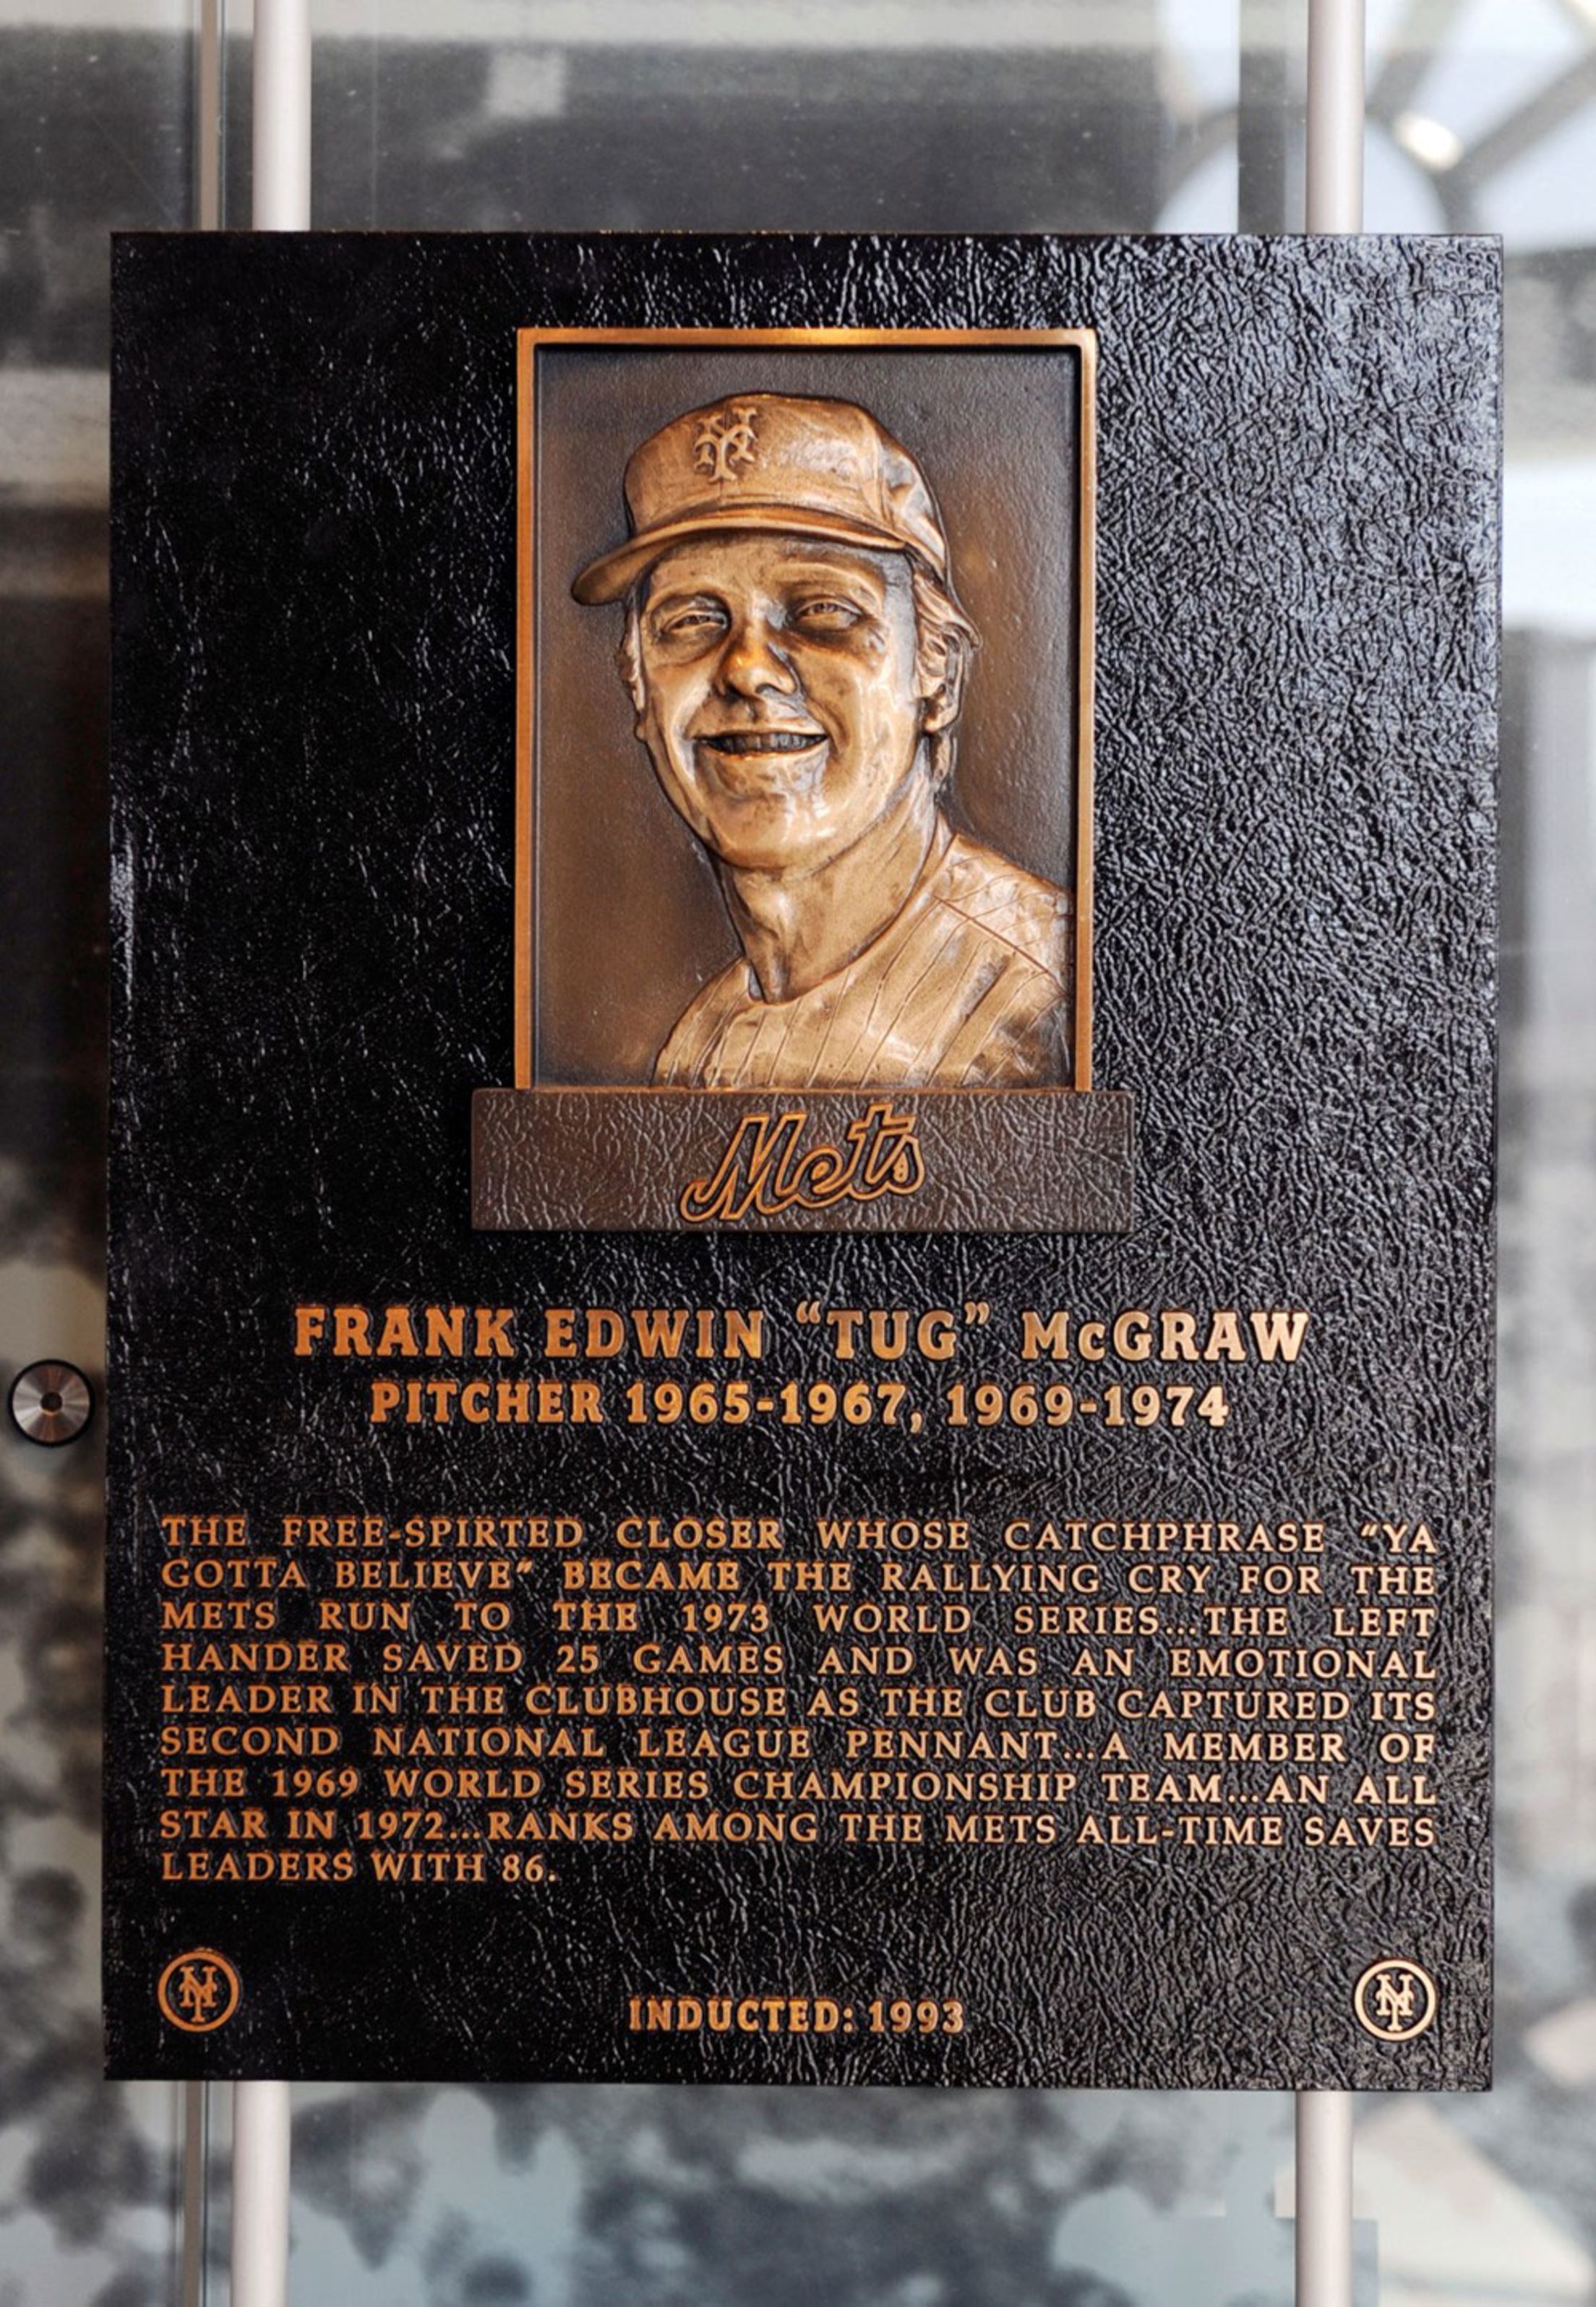 NY
Mets
FRANK EDWIN “TUG” McGRAW
PITCHER 1965-1967, 1969-1974
THE FREE-SPIRTED CLOSER WHOSE CATCHPHRASE “YA
GOTTA BELIEVE” BECAME THE RALLYING CRY FOR THE
METS RUN TO THE 1973 WORLD SERIES...THE LEFT
HANDER SAVED 25 GAMES AND WAS AN EMOTIONAL
LEADER IN THE CLUBHOUSE AS THE CLUB CAPTURED ITS
SECOND NATIONAL LEAGUE PENNANT...A MEMBER OF
THE 1969 WORLD SERIES CHAMPIONSHIP TEAM...AN ALL
STAR IN 1972...RANKS AMONG THE METS ALL-TIME SAVES
LEADERS WITH 86.
NY INDUCTED: 1993 NY